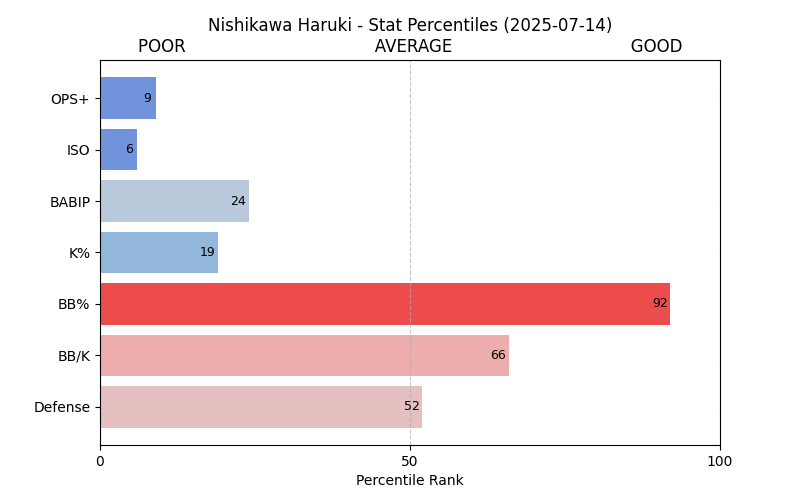 Nishikawa Haruki - Stat Percentiles (2025-07-14)
POOR AVERAGE GOOD
OPS+ 9
ISO 6
BABIP 24
K% 19
BB% 92
BB/K 66
Defense 52
0 50 100
Percentile Rank